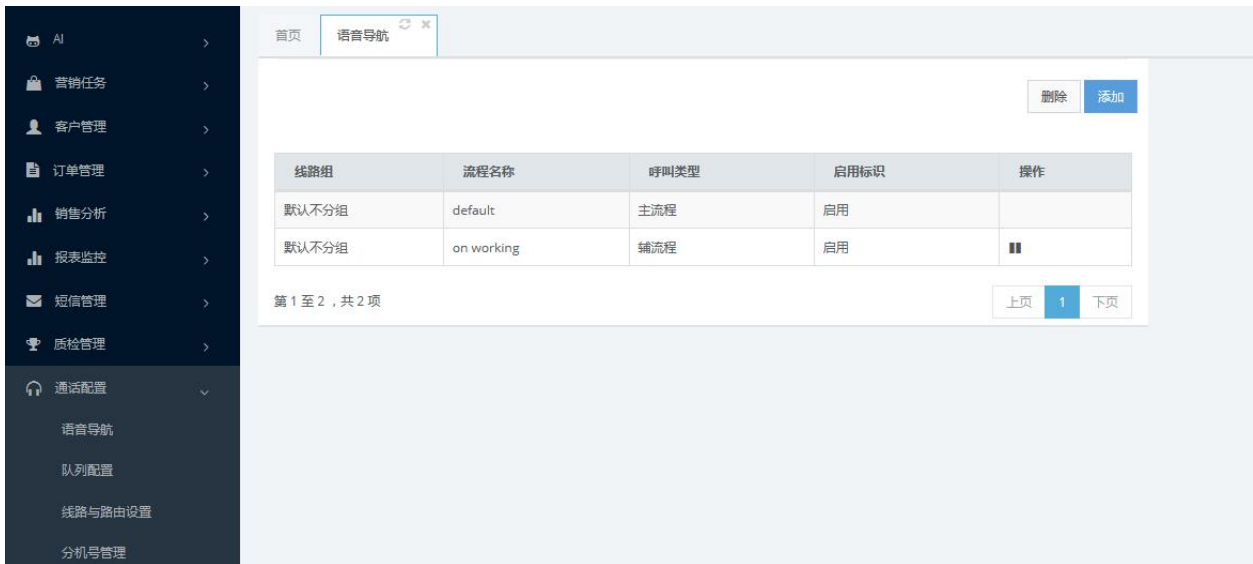 AI
营销任务
客户管理
订单管理
销售分析
报表监控
短信管理
质检管理
通话配置
语音导航
队列配置
线路与路由设置
分机号管理
首页 语音导航
删除 添加
线路组 流程名称 呼叫类型 启用标识 操作
默认不分组 default 主流程 启用
默认不分组 on working 辅流程 启用
第 1 至 2 ，共 2 项
上页 1 下页